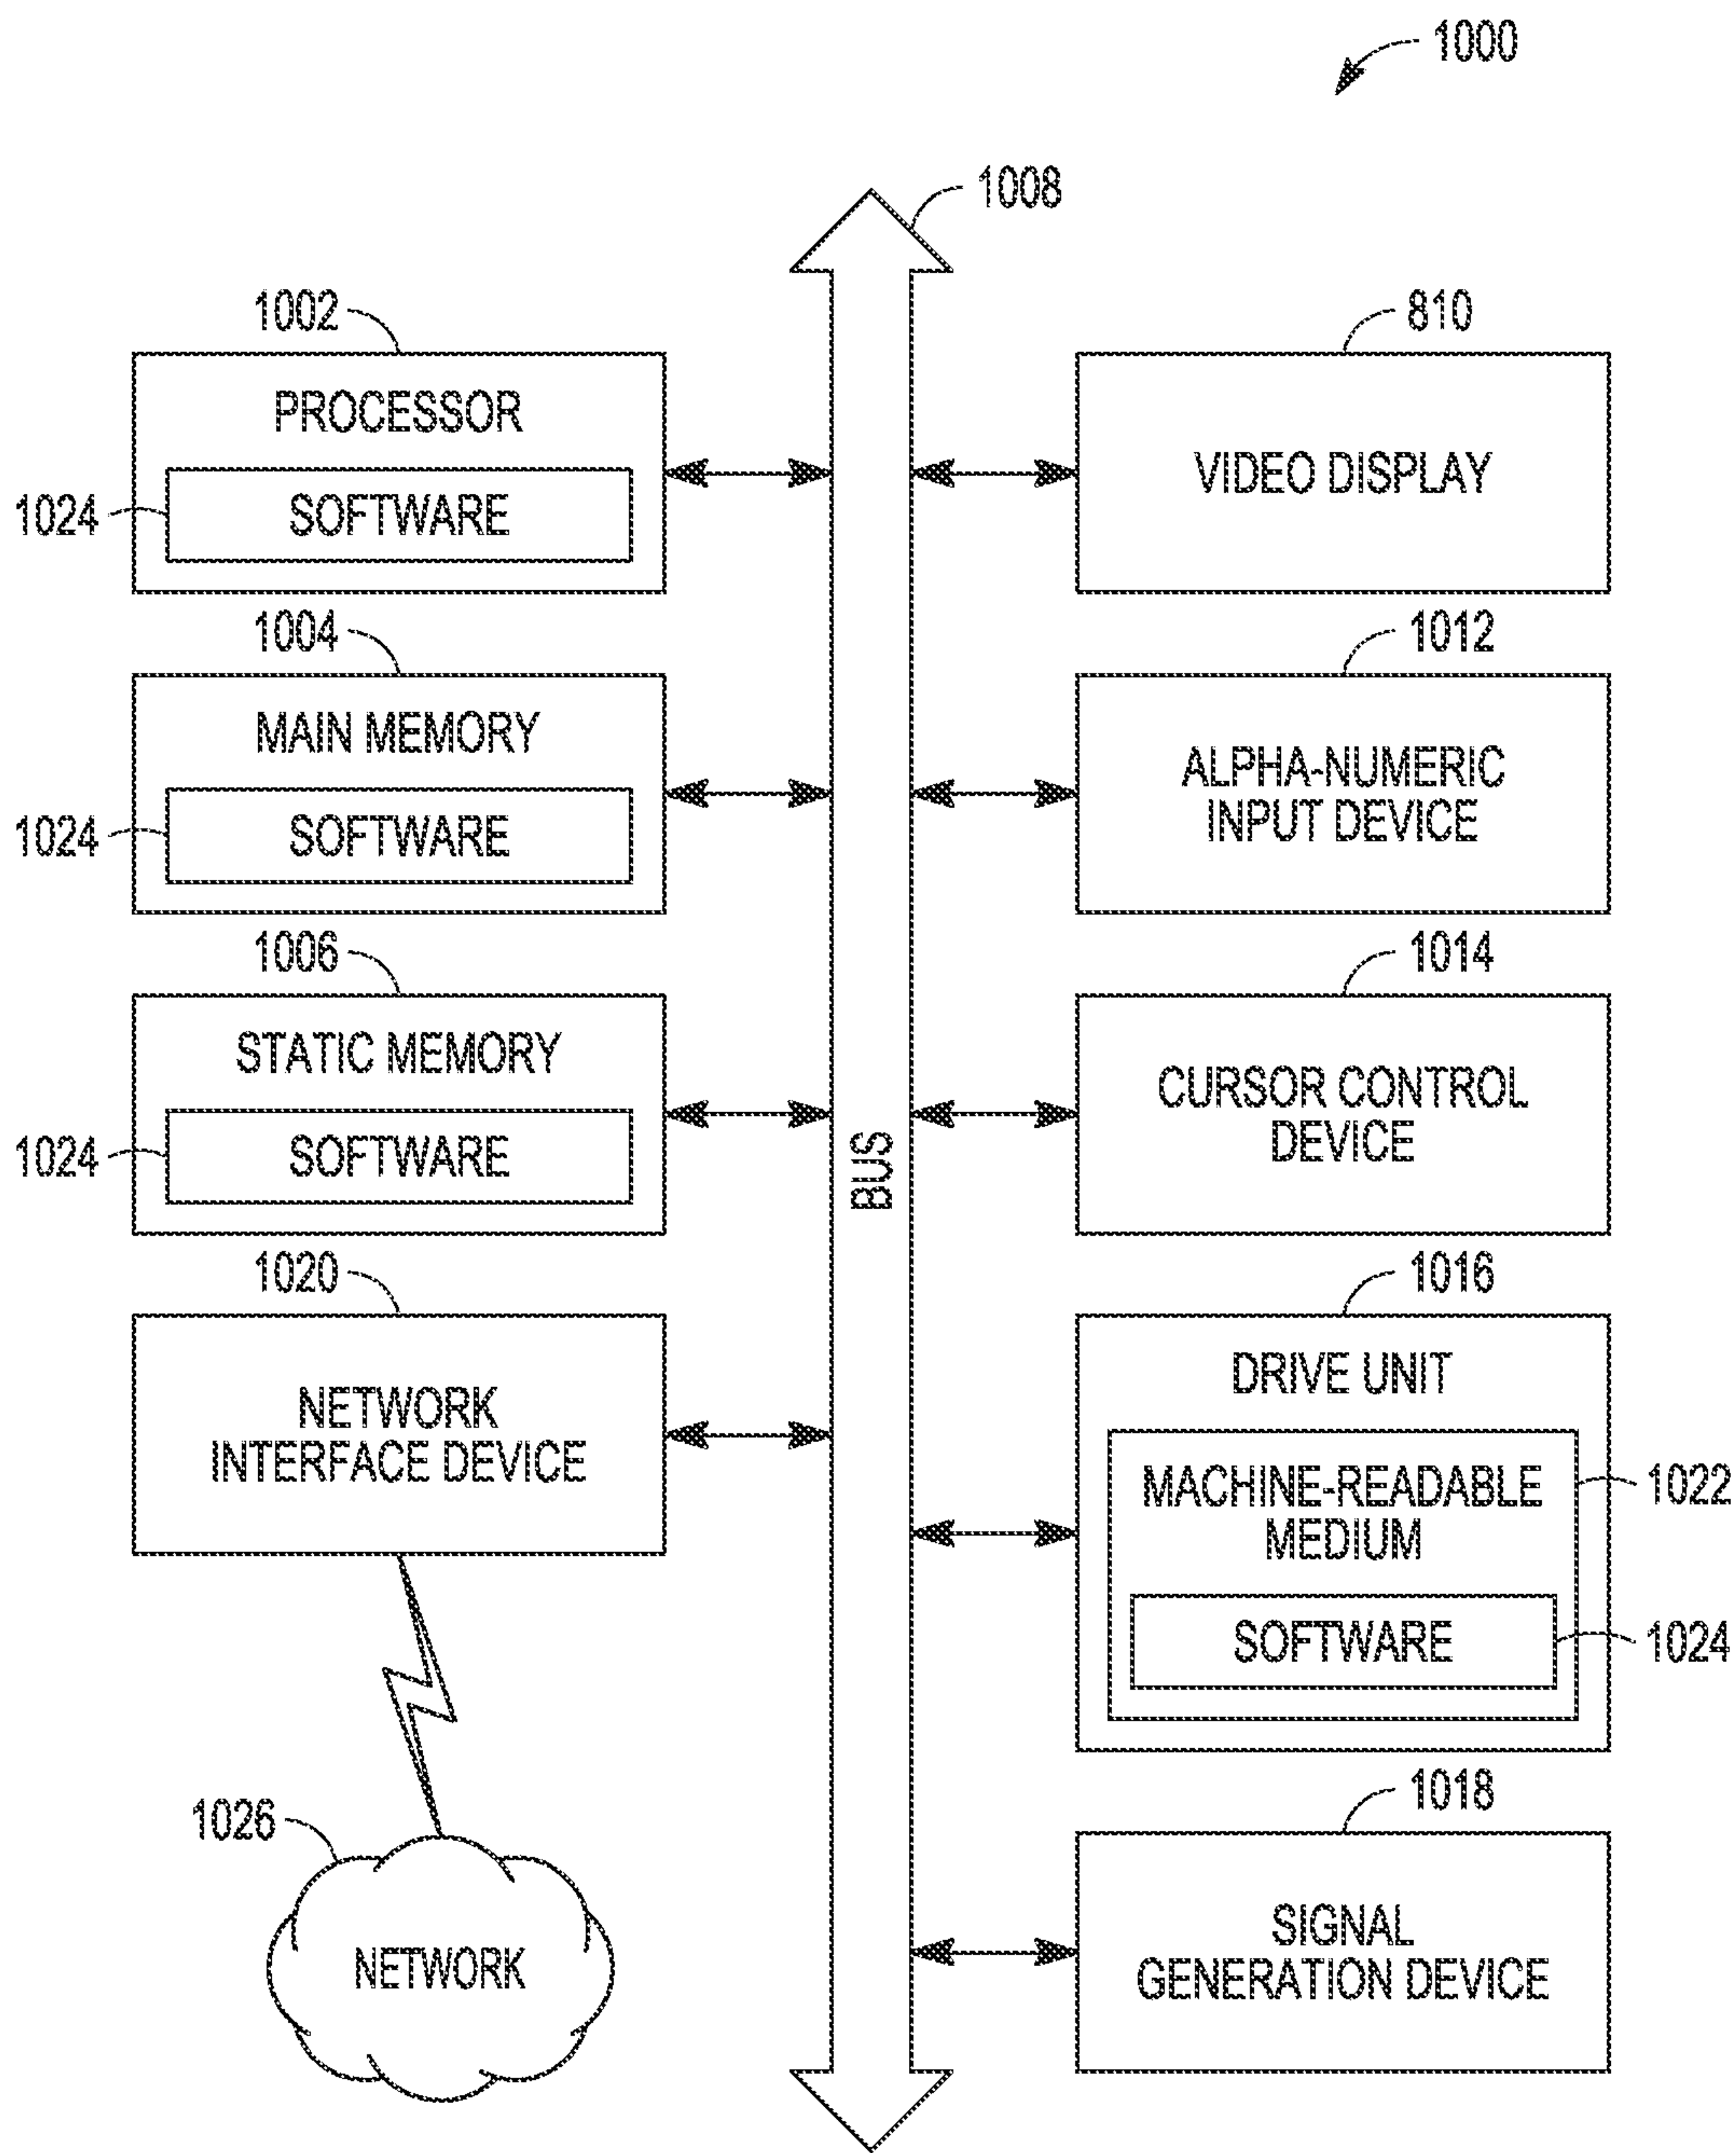 1000
1008
1002
PROCESSOR
1024
SOFTWARE
810
VIDEO DISPLAY
1004
MAIN MEMORY
1024
SOFTWARE
1012
ALPHA-NUMERIC
INPUT DEVICE
1006
STATIC MEMORY
1024
SOFTWARE
1014
CURSOR CONTROL
DEVICE
BUS
1020
NETWORK
INTERFACE DEVICE
1016
DRIVE UNIT
MACHINE-READABLE
MEDIUM
1022
SOFTWARE
1024
1026
NETWORK
1018
SIGNAL
GENERATION DEVICE